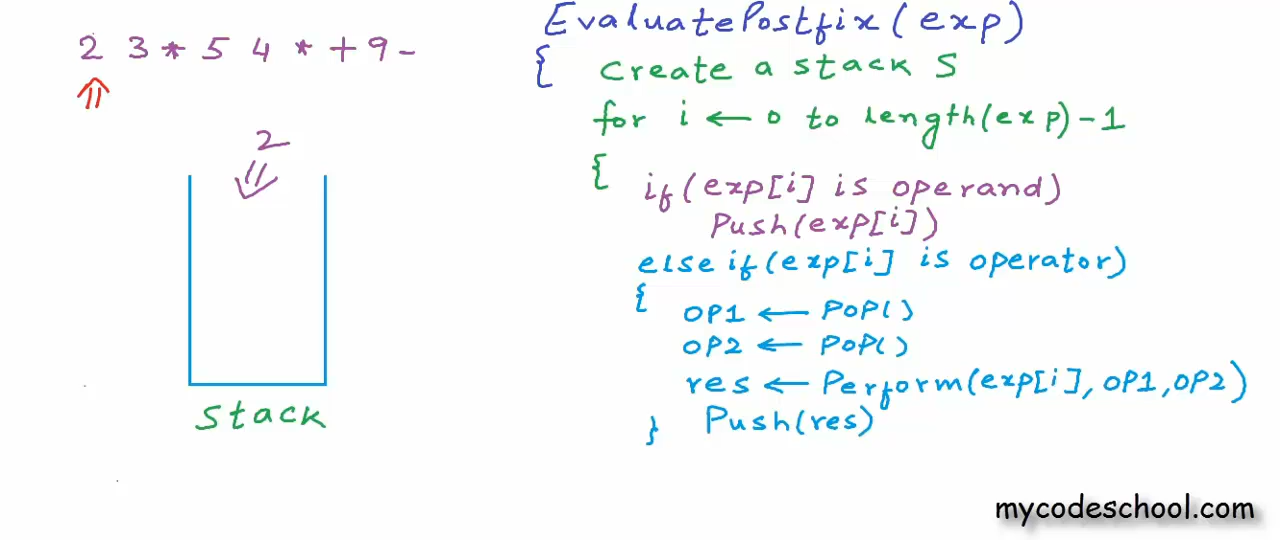 2 3 * 5 4 * + 9 -
2
stack
EvaluatePostfix(exp)
{ create a stack S
for i ← 0 to length(exp)-1
{ if(exp[i] is operand)
Push(exp[i])
else if(exp[i] is operator)
{
OP1 ← POP()
OP2 ← POP()
res ← Perform(exp[i], OP1, OP2)
} Push(res)
mycodeschool.com